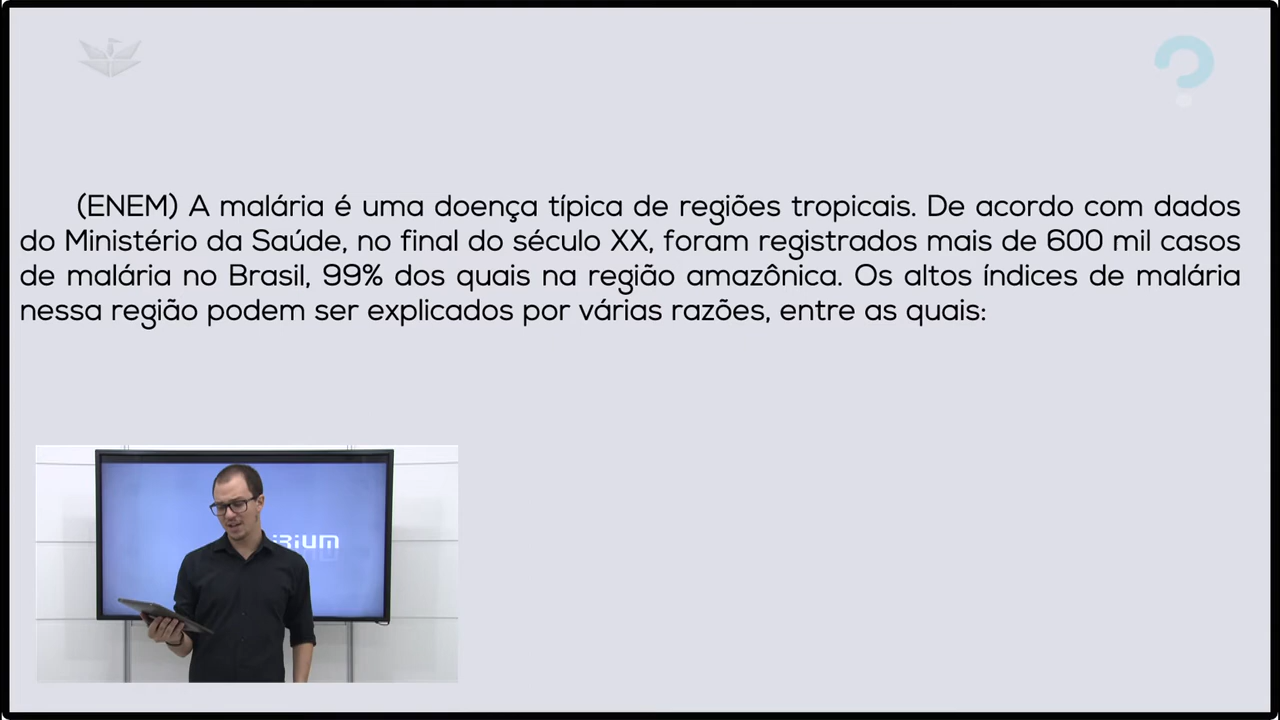 (ENEM) A malária é uma doença típica de regiões tropicais. De acordo com dados
do Ministério da Saúde, no final do século XX, foram registrados mais de 600 mil casos
de malária no Brasil, 99% dos quais na região amazônica. Os altos índices de malária
nessa região podem ser explicados por várias razões, entre as quais: